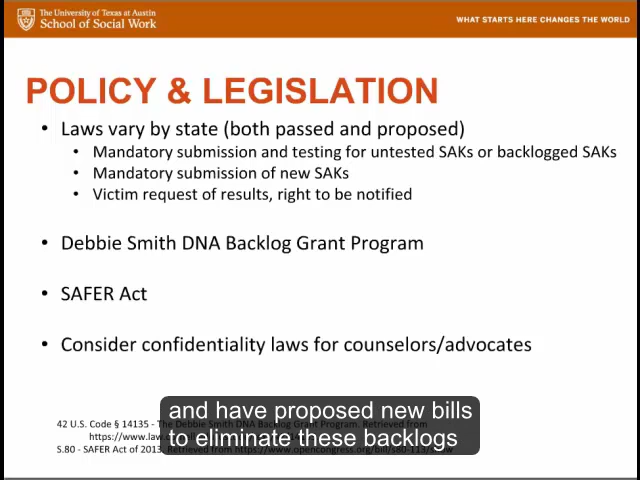 The University of Texas at Austin
School of Social Work
WHAT STARTS HERE CHANGES THE WORLD
POLICY & LEGISLATION
• Laws vary by state (both passed and proposed)
• Mandatory submission and testing for untested SAKs or backlogged SAKs
• Mandatory submission of new SAKs
• Victim request of results, right to be notified
• Debbie Smith DNA Backlog Grant Program
• SAFER Act
• Consider confidentiality laws for counselors/advocates
42 U.S. Code § 14135 - The Debbie Smith DNA Backlog Grant Program. Retrieved from
https://www.law
S.80 - SAFER Act of 2013. Retrieved from https://www.opencongress.org/bill/s80-113/show
and have proposed new bills
to eliminate these backlogs